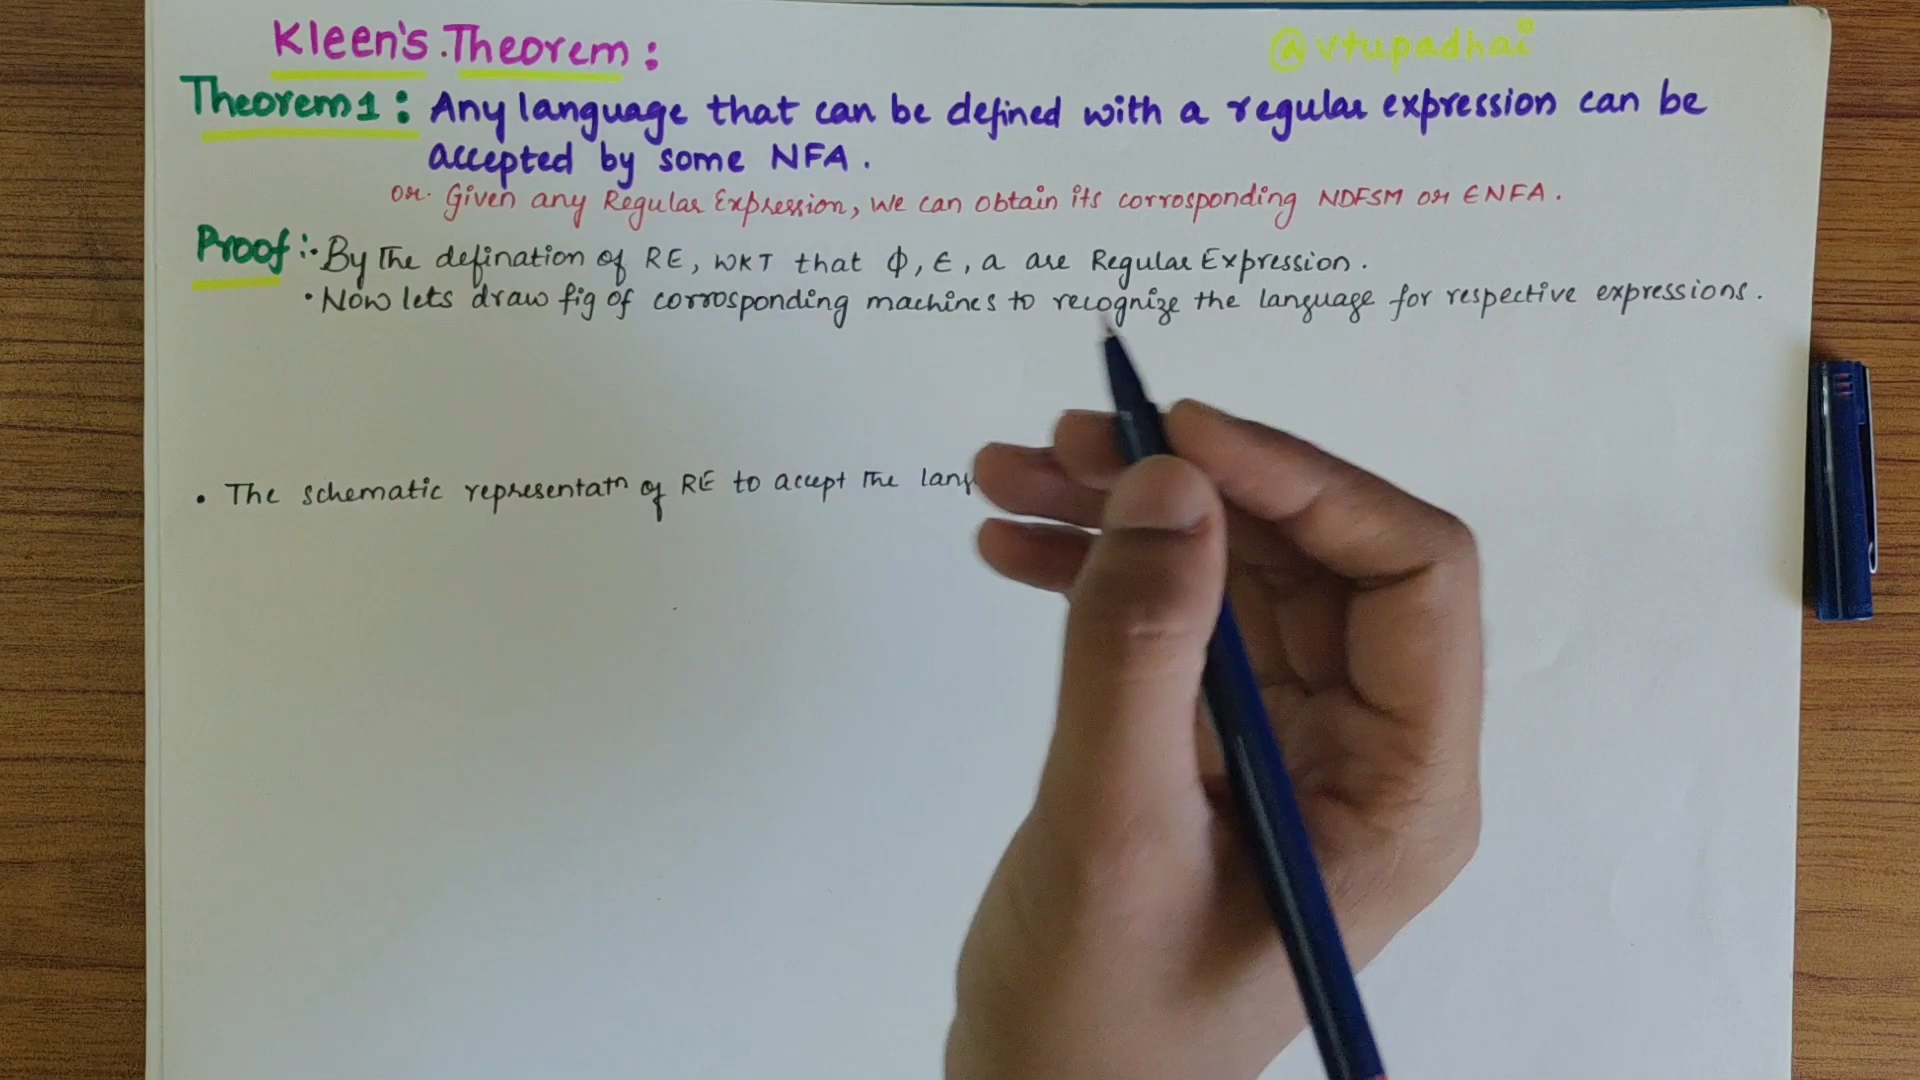 Kleen's Theorem:
@vtupadhai
Theorem 1: Any language that can be defined with a regular expression can be
accepted by some NFA.
or. Given any Regular Expression, we can obtain its corrosponding NDFSM or ENFA.
Proof:• By The defination of RE, WKT that ϕ, ∈, a are Regular Expression.
• Now lets draw fig of corrosponding machines to recognize the language for respective expressions.
• The schematic representatn of RE to accept The